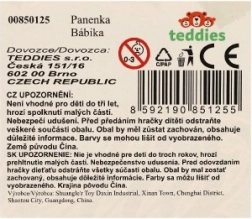 00850125 Panenka
Bábika
teddies
Dovozce/Dovozca:
TEDDIES s.r.o.
Česká 151/16
602 00 Brno
CZECH REPUBLIC
0-3
C/PAP
8 592190 851255
CZ UPOZORNĚNÍ:
Není vhodné pro děti do tří let,
hrozí spolknutí malých částí.
Nebezpečí udušení. Před předáním hračky dítěti odstraňte
veškeré součásti obalu. Obal by měl zůstat zachován, obsahuje
důležité informace. Barvy se mohou lišit od vyobrazeného.
Země původu Čína.
SK UPOZORNENIE: Nie je vhodné pre deti do troch rokov, hrozí
prehltnutie malých častí. Nebezpečenstvo udusenia. Pred odovzdaním
hračky dieťaťu odstráňte všetky súčasti obalu. Obal by mal zostať
zachovaný, obsahuje dôležité informácie. Farby sa môžu líšiť
od vyobrazeného. Krajina pôvodu Čína.
Výrobce/Výrobca: Shungfeit Toy Dixin Industrial, Xinan Town, Chenghai District,
Shantou City, Guangdong, China.